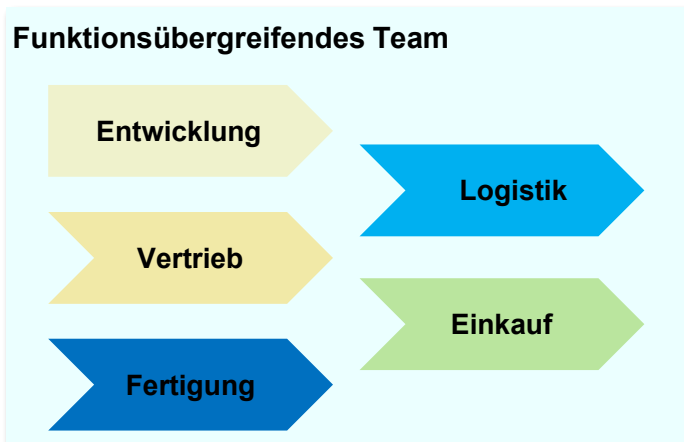 Funktionsübergreifendes Team
Entwicklung
Vertrieb
Fertigung
Logistik
Einkauf